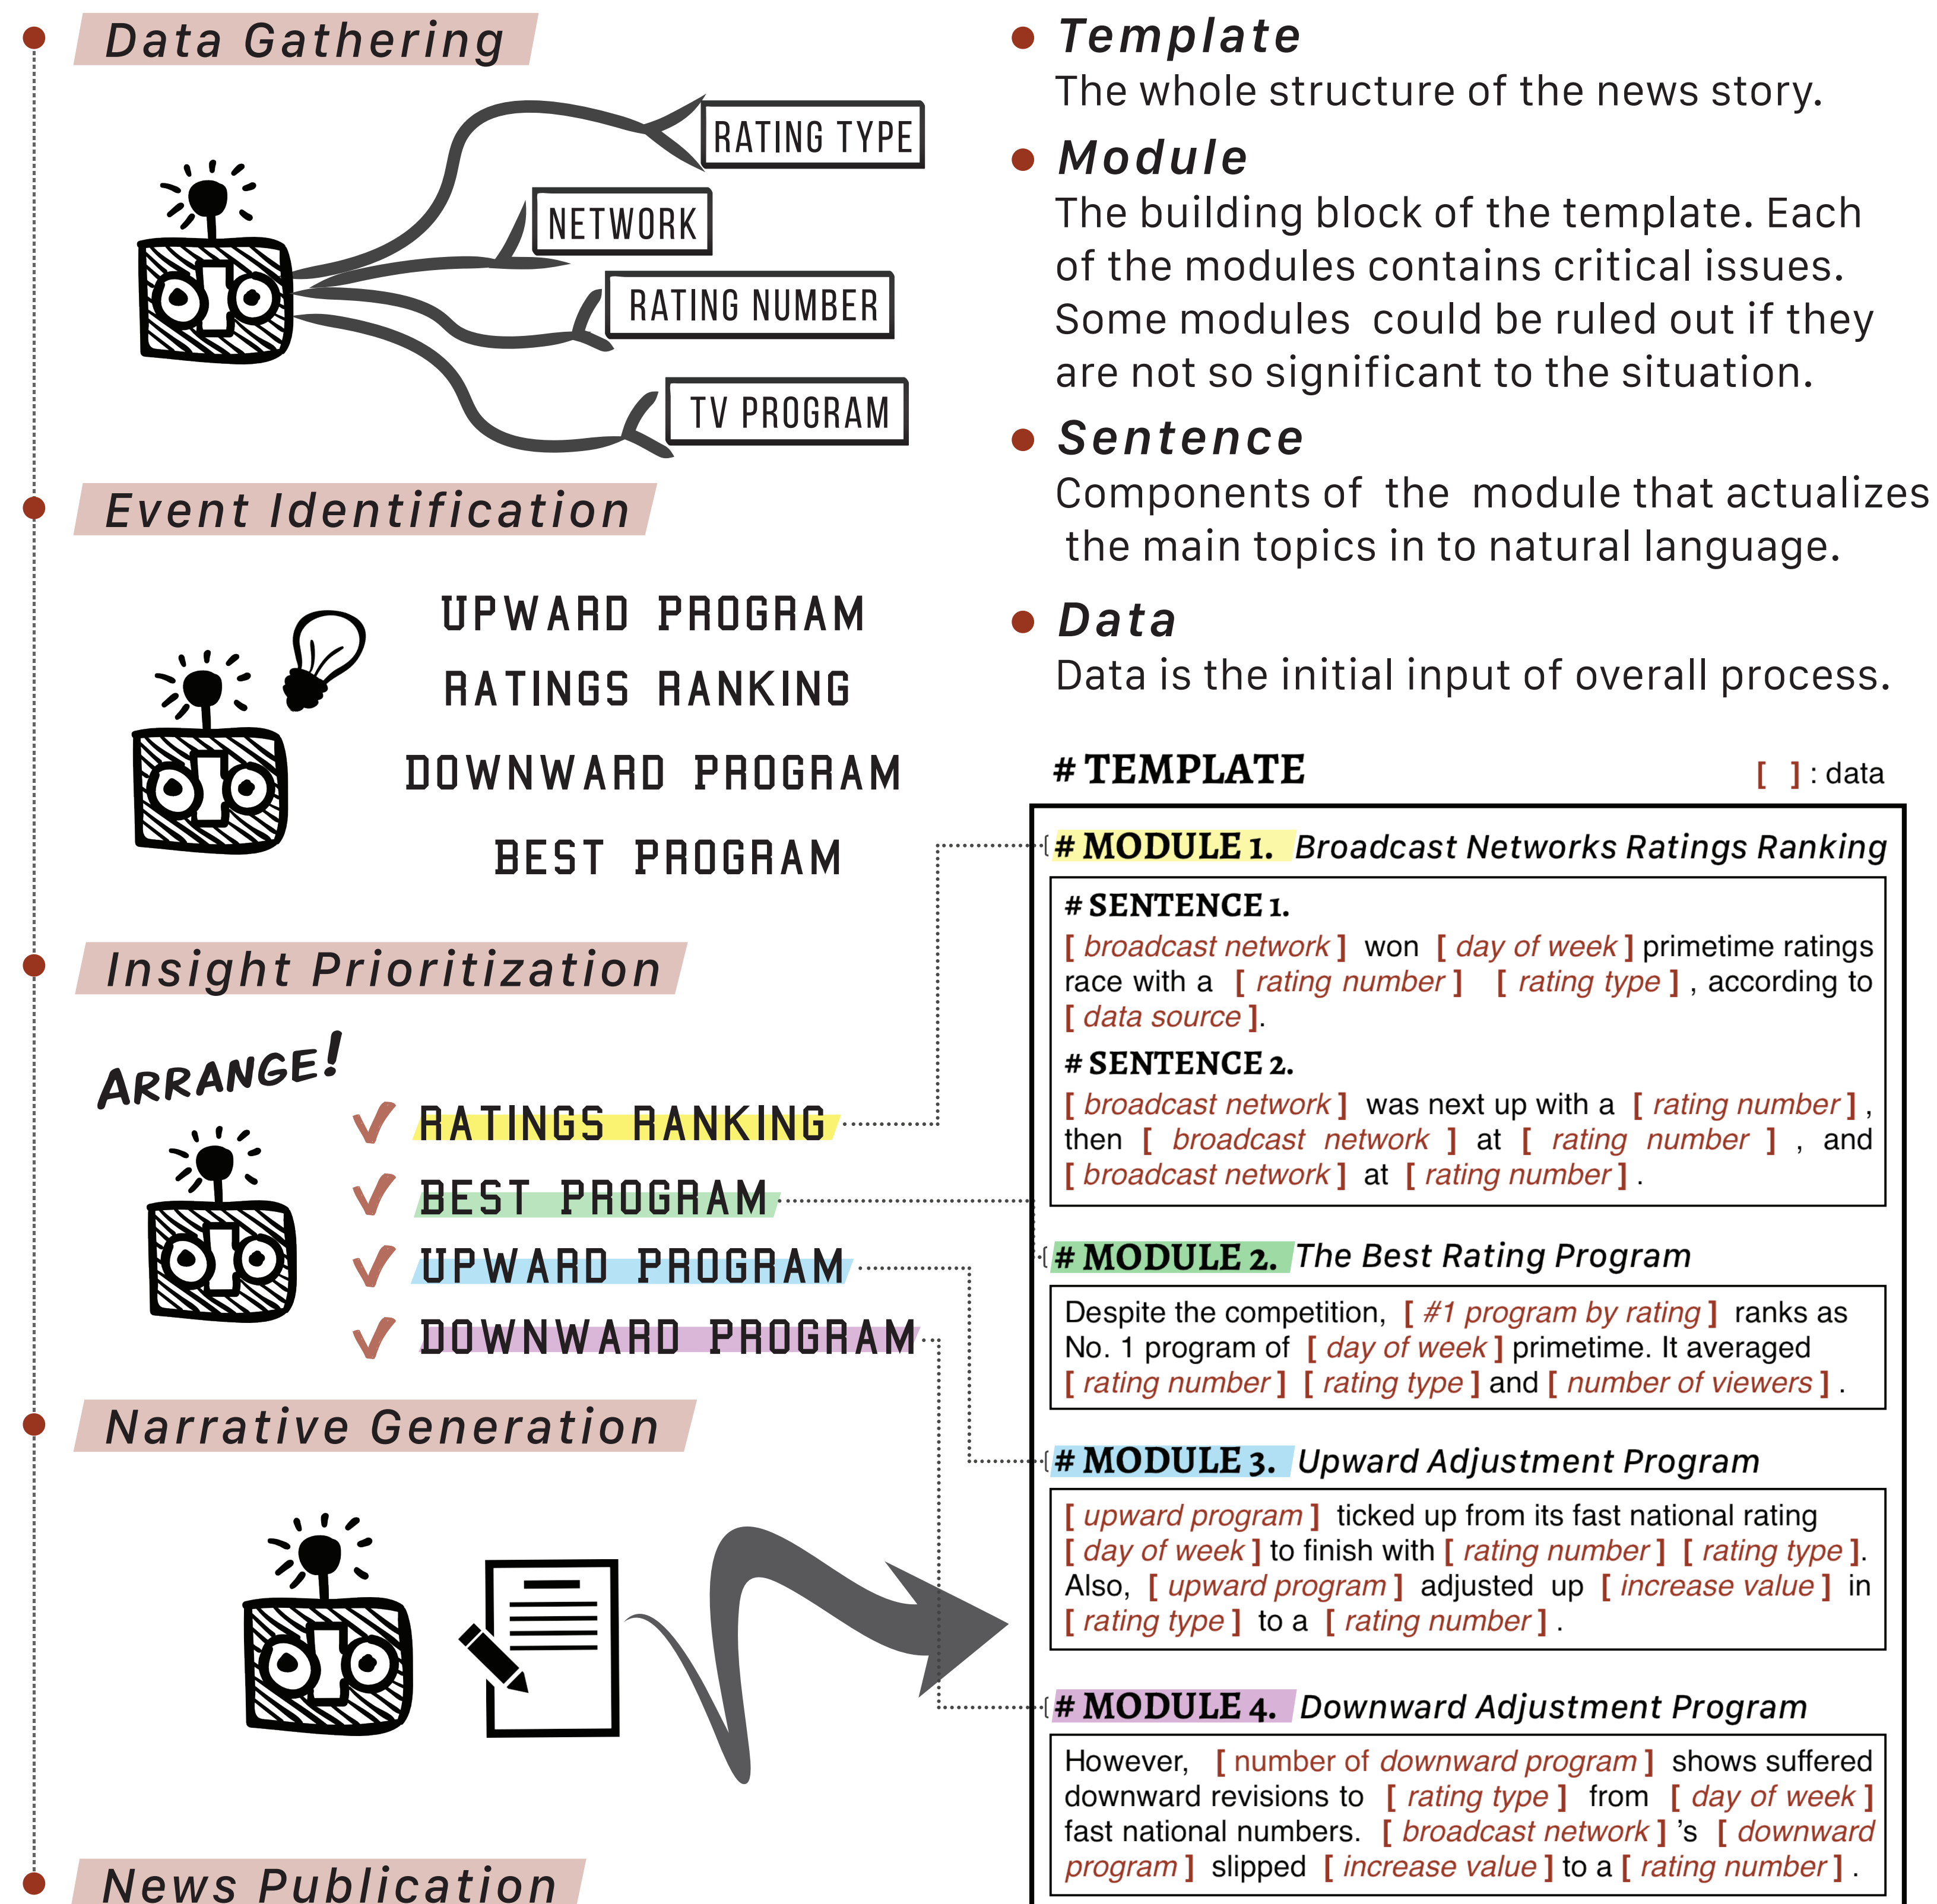 Data Gathering
RATING TYPE
NETWORK
RATING NUMBER
TV PROGRAM
Event Identification
UPWARD PROGRAM
RATINGS RANKING
DOWNWARD PROGRAM
BEST PROGRAM
Insight Prioritization
ARRANGE!
RATINGS RANKING
BEST PROGRAM
UPWARD PROGRAM
DOWNWARD PROGRAM
Narrative Generation
News Publication
Template
The whole structure of the news story.
Module
The building block of the template. Each
of the modules contains critical issues.
Some modules could be ruled out if they
are not so significant to the situation.
Sentence
Components of the module that actualizes
the main topics in to natural language.
Data
Data is the initial input of overall process.
# TEMPLATE
[ ] : data
# MODULE 1. Broadcast Networks Ratings Ranking
# SENTENCE 1.
[ broadcast network ] won [ day of week ] primetime ratings
race with a [ rating number ] [ rating type ] , according to
[ data source ].
# SENTENCE 2.
[ broadcast network ] was next up with a [ rating number ] ,
then [ broadcast network ] at [ rating number ] , and
[ broadcast network ] at [ rating number ] .
# MODULE 2. The Best Rating Program
Despite the competition, [ #1 program by rating ] ranks as
No. 1 program of [ day of week ] primetime. It averaged
[ rating number ] [ rating type ] and [ number of viewers ] .
# MODULE 3. Upward Adjustment Program
[ upward program ] ticked up from its fast national rating
[ day of week ] to finish with [ rating number ] [ rating type ].
Also, [ upward program ] adjusted up [ increase value ] in
[ rating type ] to a [ rating number ] .
# MODULE 4. Downward Adjustment Program
However, [ number of downward program ] shows suffered
downward revisions to [ rating type ] from [ day of week ]
fast national numbers. [ broadcast network ] 's [ downward
program ] slipped [ increase value ] to a [ rating number ] .